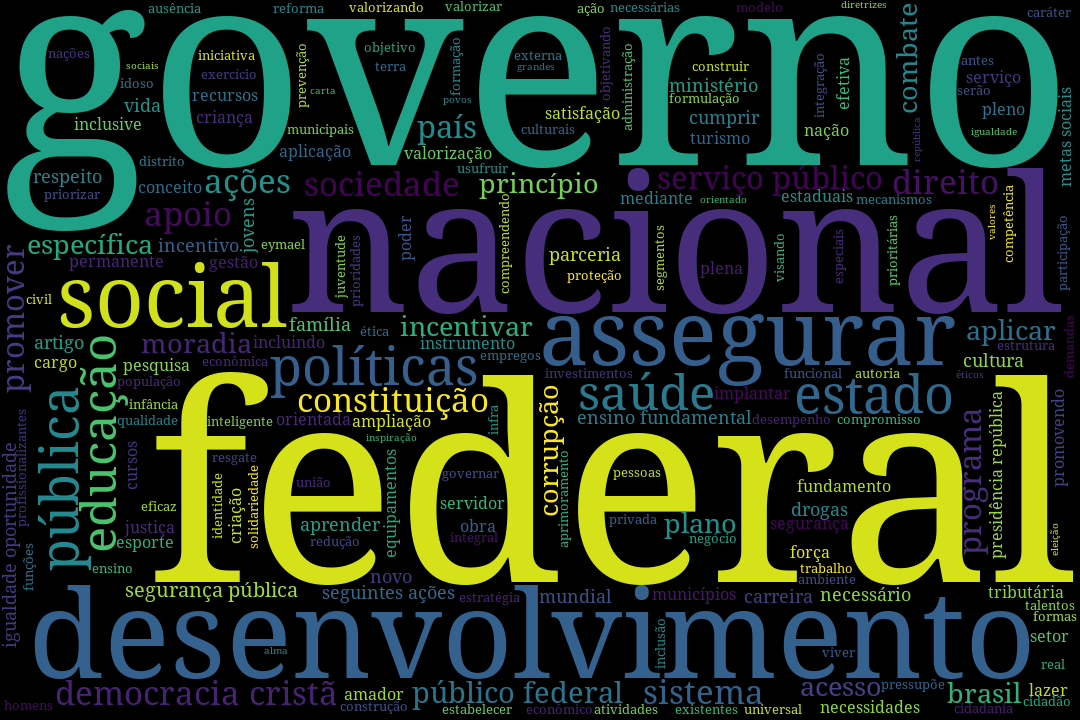 ausência
reforma
valorizando
valorizar
ação
necessárias
modelo
diretrizes
caráter
governo
nações
sociais
idoso
vida
inclusive
iniciativa
exercício
recursos
criança
prevenção
carta
municipais
objetivo
terra
formação
povos
país
externa
grandes
satisfação
culturais
objetivando
administração
ministério
formulação
construir
cumprir
turismo
integração
efetiva
nação
combate
república
antes
serviço
serão
pleno
igualdade
metas sociais
distrito
aplicação
valorização
usufruir
respeito
priorizar
conceito
ações
sociedade
princípio
serviço público
direito
mediante
orientado
estaduais
mecanismos
apoio
jovens
específica
incentivo
eymael
permanente
gestão
juventude
prioridades
poder
compreendendo
nacional
parceria
proteção
segmentos
plena
visando
especiais
prioritárias
valores
competência
participação
promover
civil
social
família
ética
incentivar
instrumento
empregos
assegurar
aplicar
estrutura
demandas
artigo
cargo
moradia
incluindo
pesquisa
econômica
políticas
investimentos
funcional
autoria
cultura
éticos
população
infância
qualidade
constituição
saúde
implantar
estado
pública
educação
inteligente
orientada
ampliação
inspiração
infra
corrupção
ensino fundamental
desempenho
compromisso
programa
presidência república
promovendo
igualdade oportunidade
profissionalizantes
cursos
resgate
federal
governar
pessoas
fundamento
eficaz
identidade
criação
solidariedade
união
equipamentos
servidor
aprimoramento
privada
plano
drogas
segurança
justiça
esporte
aprender
obra
integral
redução
negócio
força
eleição
funções
ensino
novo
trabalho
ambiente
segurança pública
seguintes ações
estratégia
mundial
municípios
carreira
necessário
tributária
talentos
formas
desenvolvimento
alma
inclusão
viver
setor
real
homens
democracia cristã
amador
construção
público federal
estabelecer
econômico
atividades
sistema
existentes
universal
acesso
necessidades
pressupõe
brasil
cidadania
lazer
cidadão